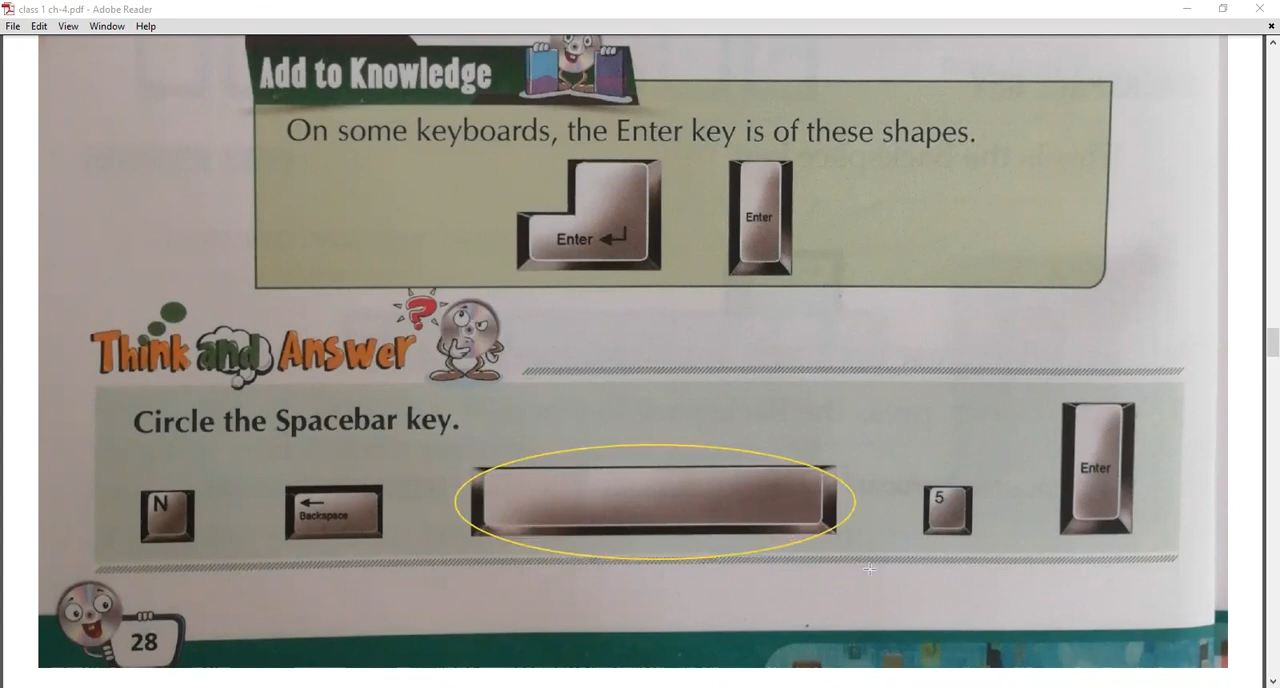 class 1 ch-4.pdf - Adobe Reader
File Edit View Window Help
Add to Knowledge
On some keyboards, the Enter key is of these shapes.
Enter
Enter
Think and Answer
?
Circle the Spacebar key.
N
Backspace
5
Enter
28